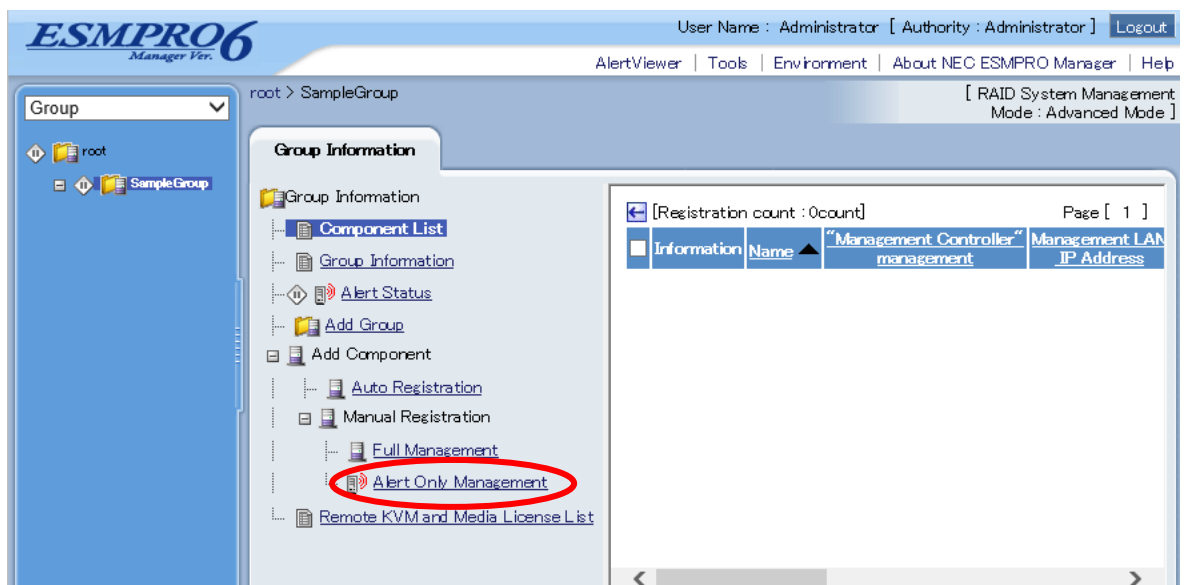 ESMPRO6
Manager Ver.
User Name : Administrator [ Authority : Administrator ] Logout
AlertViewer | Tools | Environment | About NEC ESMPRO Manager | Help
Group
root > SampleGroup
[ RAID System Management
Mode : Advanced Mode ]
root
SampleGroup
Group Information
Group Information
Component List
Group Information
Alert Status
Add Group
Add Component
Auto Registration
Manual Registration
Full Management
Alert Only Management
Remote KVM and Media License List
[Registration count : 0count] Page [ 1 ]
Information Name ▲ "Management Controller" management Management LAN IP Address